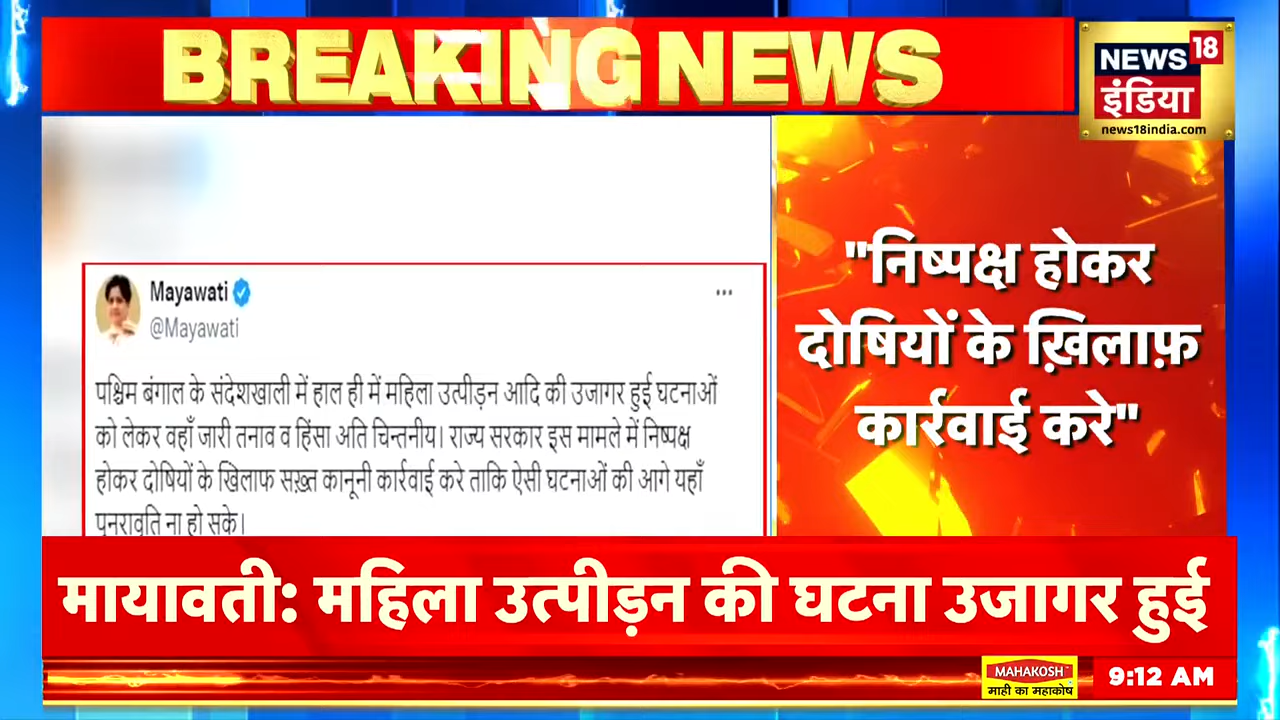 BREAKING NEWS
NEWS 18
इंडिया
news18india.com
Mayawati
@Mayawati
पश्चिम बंगाल के संदेशखाली में हाल ही में महिला उत्पीड़न आदि की उजागर हुई घटनाओं
को लेकर वहाँ जारी तनाव व हिंसा अति चिन्तनीय। राज्य सरकार इस मामले में निष्पक्ष
होकर दोषियों के खिलाफ सख़्त कानूनी कार्रवाई करे ताकि ऐसी घटनाओं की आगे यहाँ
पुनरावृति ना हो सके।
"निष्पक्ष होकर
दोषियों के ख़िलाफ़
कार्रवाई करे"
मायावती: महिला उत्पीड़न की घटना उजागर हुई
MAHAKOSH
माही का महाकोष
9:12 AM